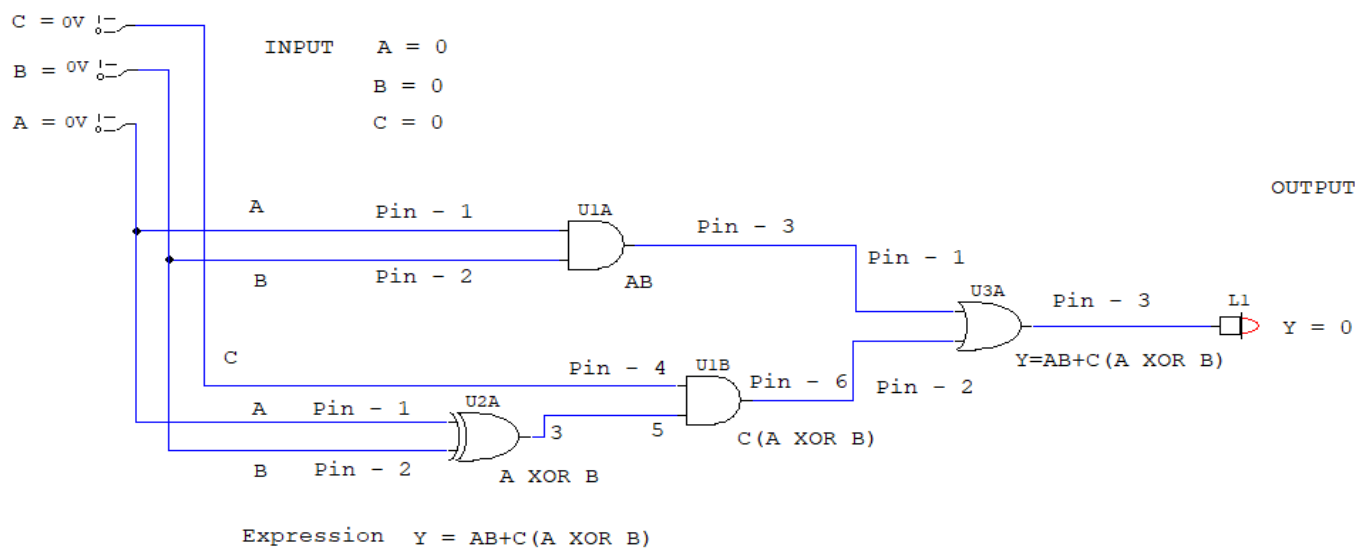 C = 0V
INPUT A = 0
B = 0V
B = 0
A = 0V
C = 0
OUTPUT
A Pin - 1 U1A Pin - 3
B Pin - 2 AB Pin - 1
U3A Pin - 3 L1
Y = 0
C Pin - 4 U1B Y=AB+C(A XOR B)
Pin - 6 Pin - 2
A Pin - 1 U2A
3 5 C(A XOR B)
B Pin - 2 A XOR B
Expression Y = AB+C(A XOR B)